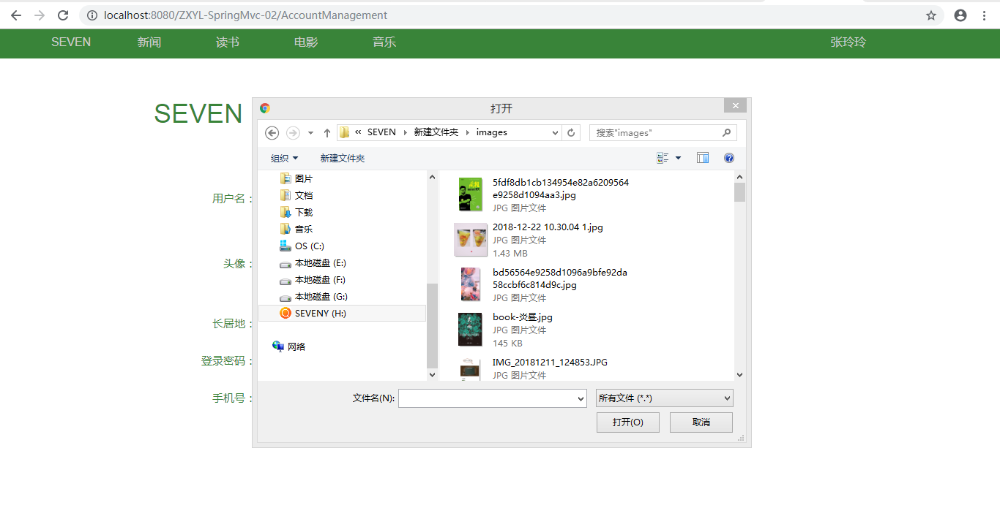 localhost:8080/ZXYL-SpringMvc-02/AccountManagement
SEVEN 新闻 读书 电影 音乐 张玲玲
SEVEN
用户名：
头像：
长居地：
登录密码：
手机号：
打开
« SEVEN 新建文件夹 images
搜索"images"
组织 新建文件夹
图片
文档
下载
音乐
OS (C:)
本地磁盘 (E:)
本地磁盘 (F:)
本地磁盘 (G:)
SEVENY (H:)
网络
5fdf8db1cb134954e82a6209564
e9258d1094aa3.jpg
JPG 图片文件
2018-12-22 10.30.04 1.jpg
JPG 图片文件
1.43 MB
bd56564e9258d1096a9bfe92da
58ccbf6c814d9c.jpg
JPG 图片文件
book-炎昼.jpg
JPG 图片文件
145 KB
IMG_20181211_124853.JPG
JPG 图片文件
文件名(N):
所有文件 (*.*)
打开(O) 取消